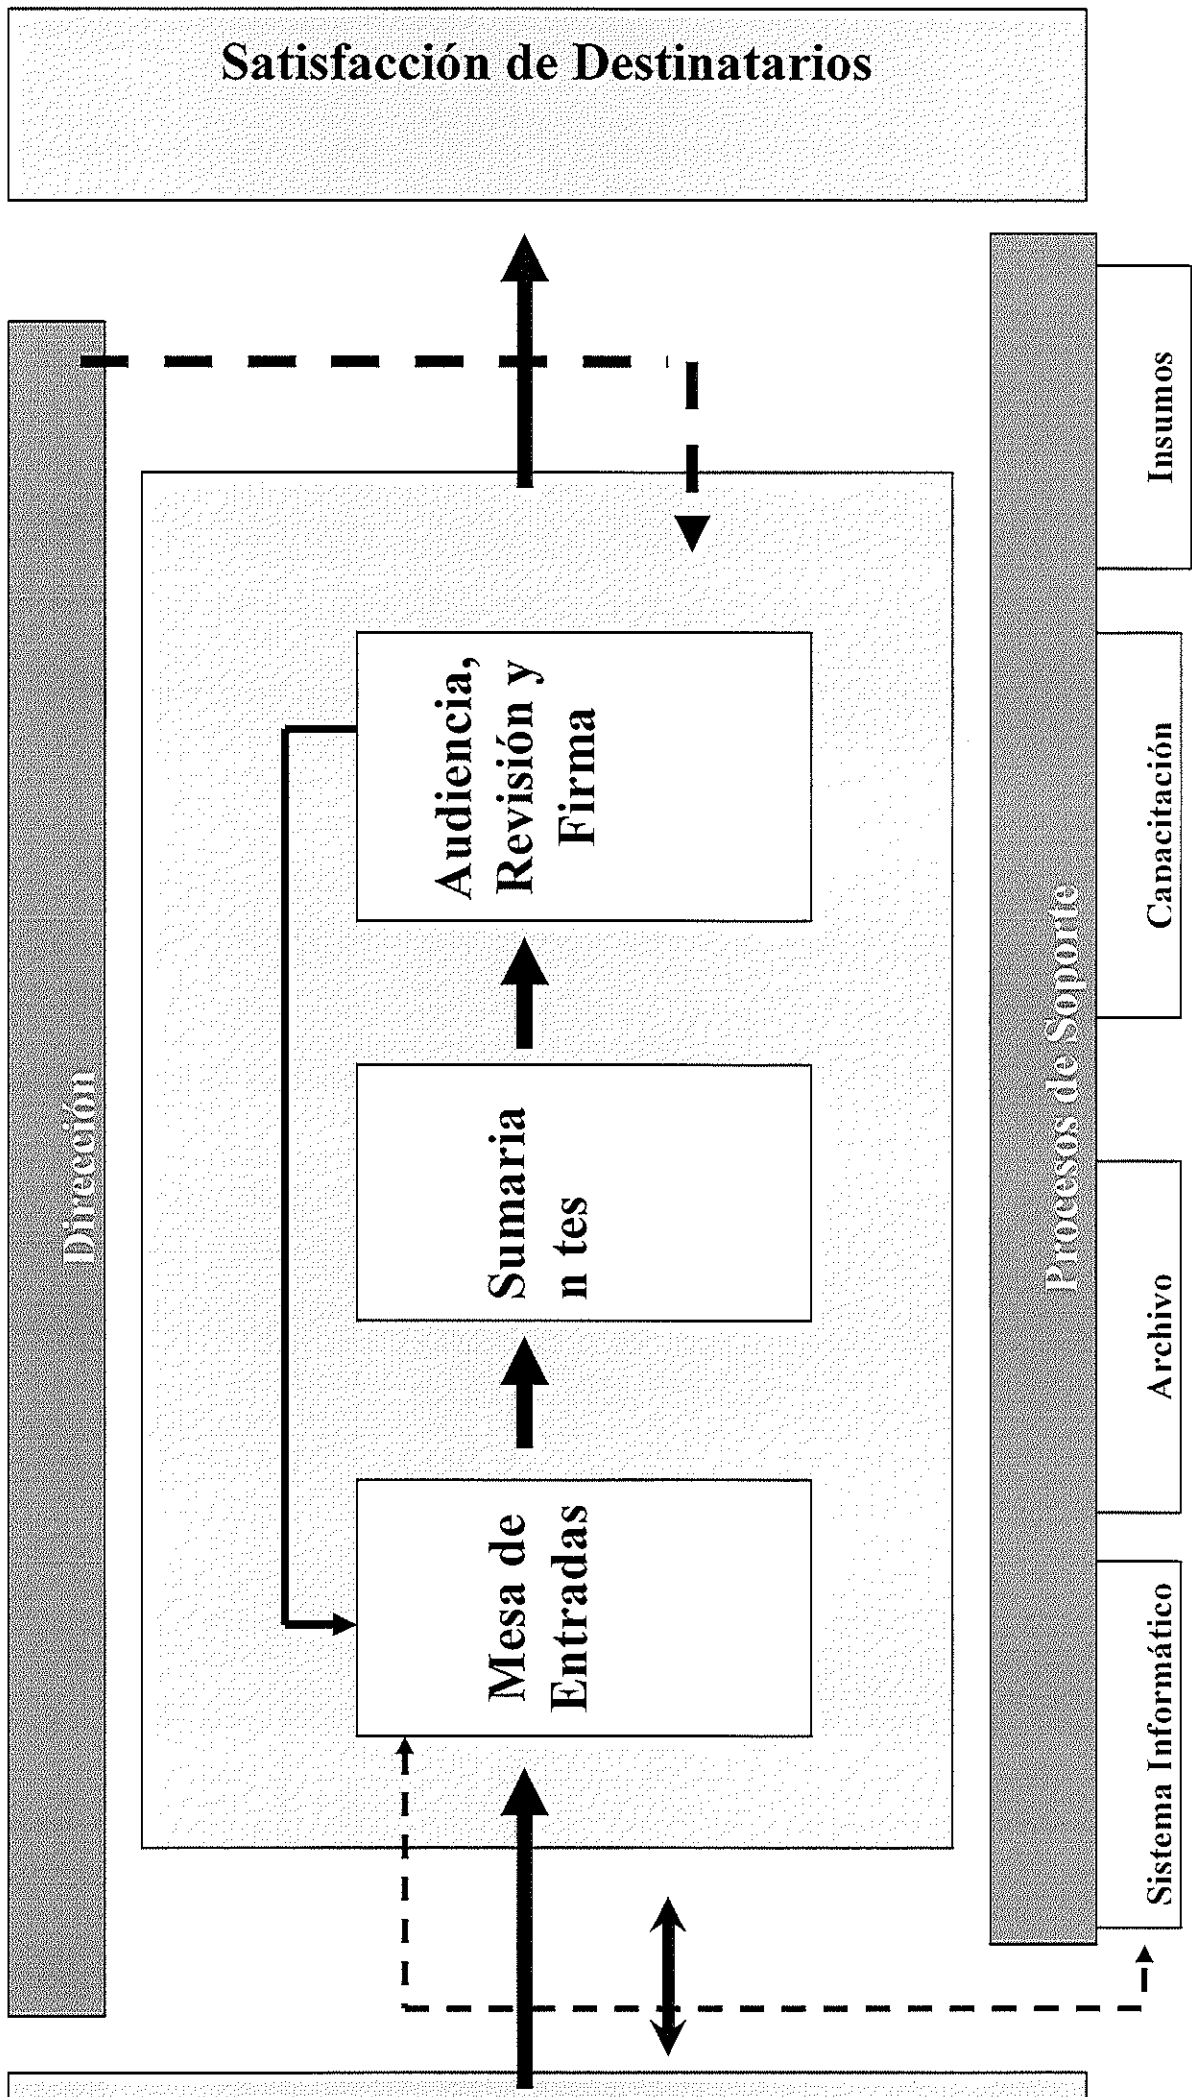 Satisfacción de Destinatarios
Dirección
Mesa de
Entradas
Sumaria
n tes
Audiencia,
Revisión y
Firma
Procesos de Soporte
Sistema Informático
Archivo
Capacitación
Insumos